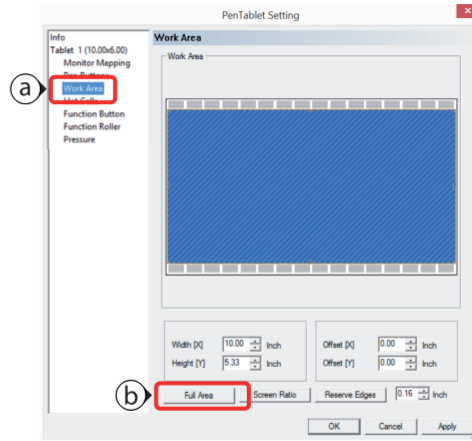 PenTablet Setting
Info
Tablet 1 (10.00x6.00)
Monitor Mapping
Pen Buttons
Work Area
Hot Cells
Function Button
Function Roller
Pressure
Work Area
Work Area
Width [X] 10.00 Inch
Height [Y] 5.33 Inch
Offset [X] 0.00 Inch
Offset [Y] 0.00 Inch
Full Area Screen Ratio Reserve Edges 0.16 Inch
OK Cancel Apply
a
b